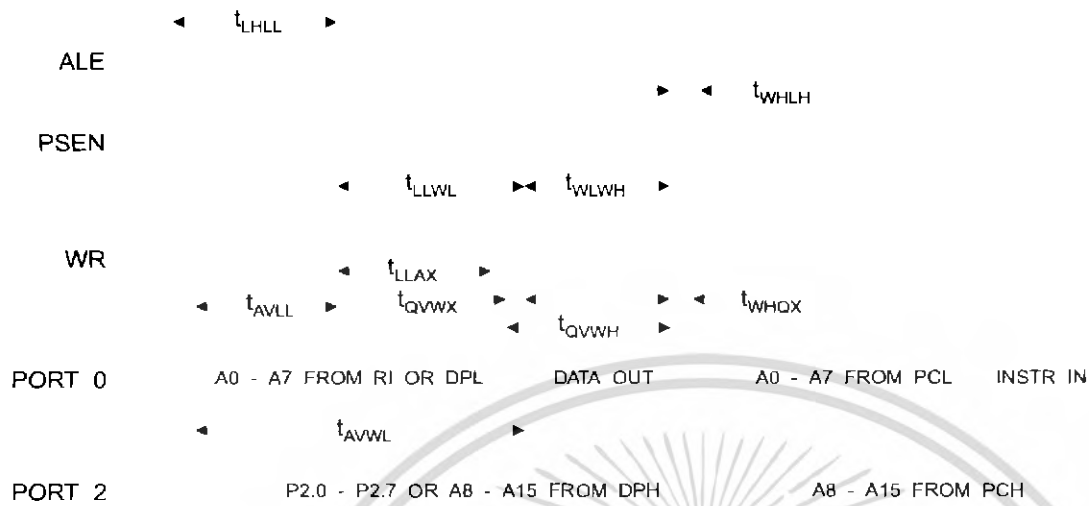 tLHLL
ALE
tWHLH
PSEN
tLLWL tWLWH
WR
tLLAX
tAVLL tQVWX tWHQX
tQVWH
PORT 0 A0 - A7 FROM RI OR DPL DATA OUT A0 - A7 FROM PCL INSTR IN
tAVWL
PORT 2 P2.0 - P2.7 OR A8 - A15 FROM DPH A8 - A15 FROM PCH